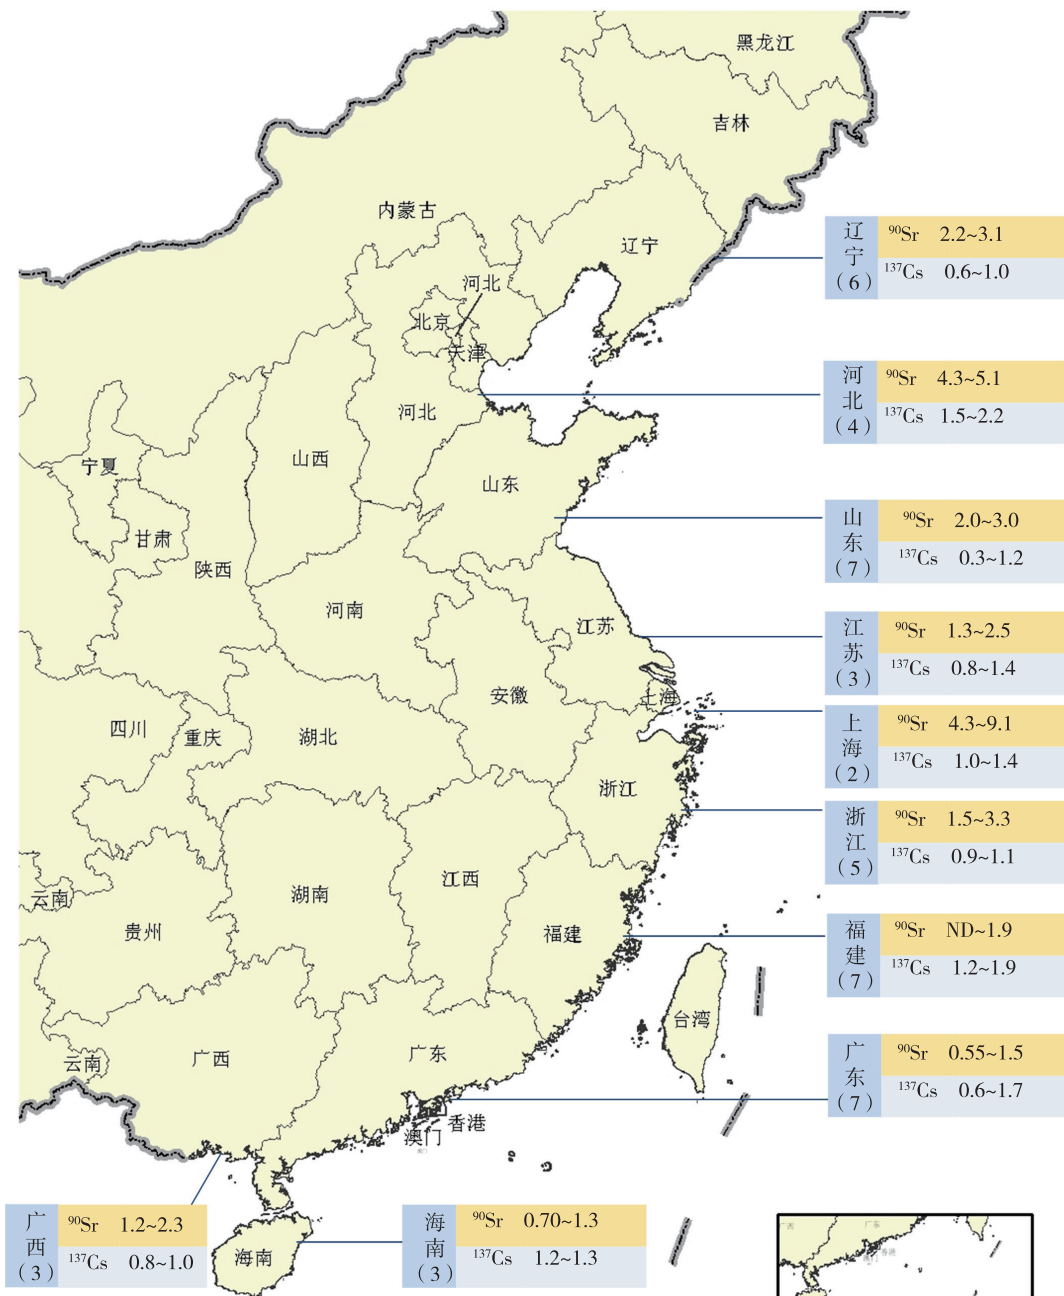 黑龙江
吉林
内蒙古
辽宁
河北
北京
天津
河北
山西
山东
宁夏
甘肃
陕西
河南
江苏
安徽
上海
四川
重庆
湖北
浙江
云南
贵州
湖南
江西
福建
台湾
云南
广西
广东
香港
澳门
海南
辽宁(6)
⁹⁰Sr 2.2~3.1
¹³⁷Cs 0.6~1.0
河北(4)
⁹⁰Sr 4.3~5.1
¹³⁷Cs 1.5~2.2
山东(7)
⁹⁰Sr 2.0~3.0
¹³⁷Cs 0.3~1.2
江苏(3)
⁹⁰Sr 1.3~2.5
¹³⁷Cs 0.8~1.4
上海(2)
⁹⁰Sr 4.3~9.1
¹³⁷Cs 1.0~1.4
浙江(5)
⁹⁰Sr 1.5~3.3
¹³⁷Cs 0.9~1.1
福建(7)
⁹⁰Sr ND~1.9
¹³⁷Cs 1.2~1.9
广东(7)
⁹⁰Sr 0.55~1.5
¹³⁷Cs 0.6~1.7
广西(3)
⁹⁰Sr 1.2~2.3
¹³⁷Cs 0.8~1.0
海南(3)
⁹⁰Sr 0.70~1.3
¹³⁷Cs 1.2~1.3
广西
广东
香港